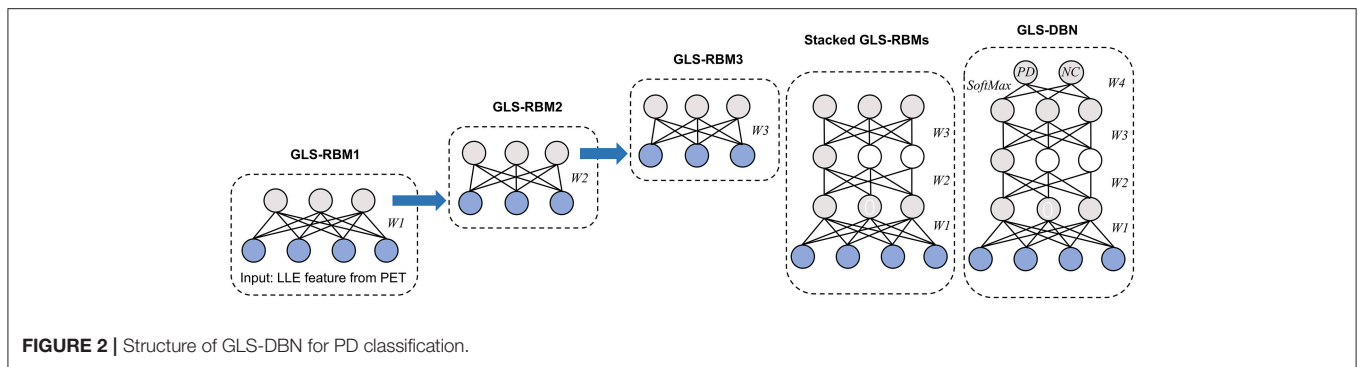 GLS-RBM1
W1
Input: LLE feature from PET
GLS-RBM2
W2
GLS-RBM3
W3
Stacked GLS-RBMs
W3
W2
W1
GLS-DBN
PD NC
SoftMax W4
W3
W2
W1
FIGURE 2 | Structure of GLS-DBN for PD classification.